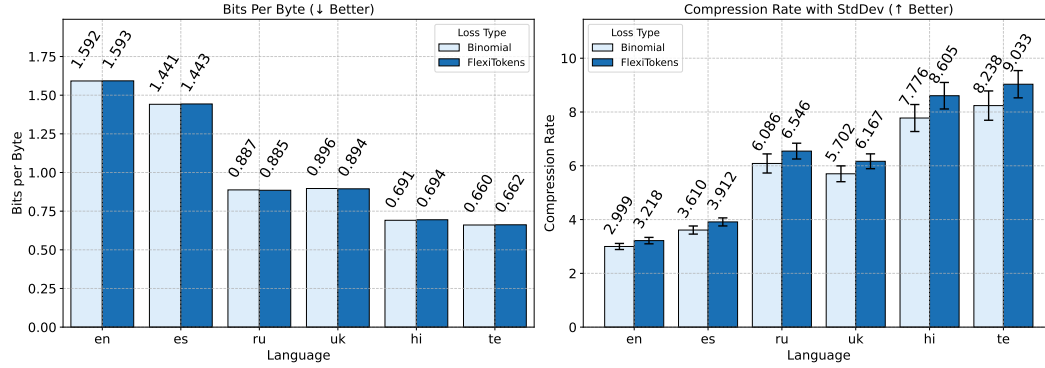 Bits Per Byte (↓ Better)
Bits per Byte
1.75
1.50
1.25
1.00
0.75
0.50
0.25
0.00
1.592
1.593
1.441
1.443
0.887
0.885
0.896
0.894
0.691
0.694
0.660
0.662
Loss Type
Binomial
FlexiTokens
en es ru uk hi te
Language
Compression Rate with StdDev (↑ Better)
Compression Rate
10
8
6
4
2
0
Loss Type
Binomial
FlexiTokens
2.999
3.218
3.610
3.912
6.086
6.546
5.702
6.167
7.776
8.605
8.238
9.033
en es ru uk hi te
Language